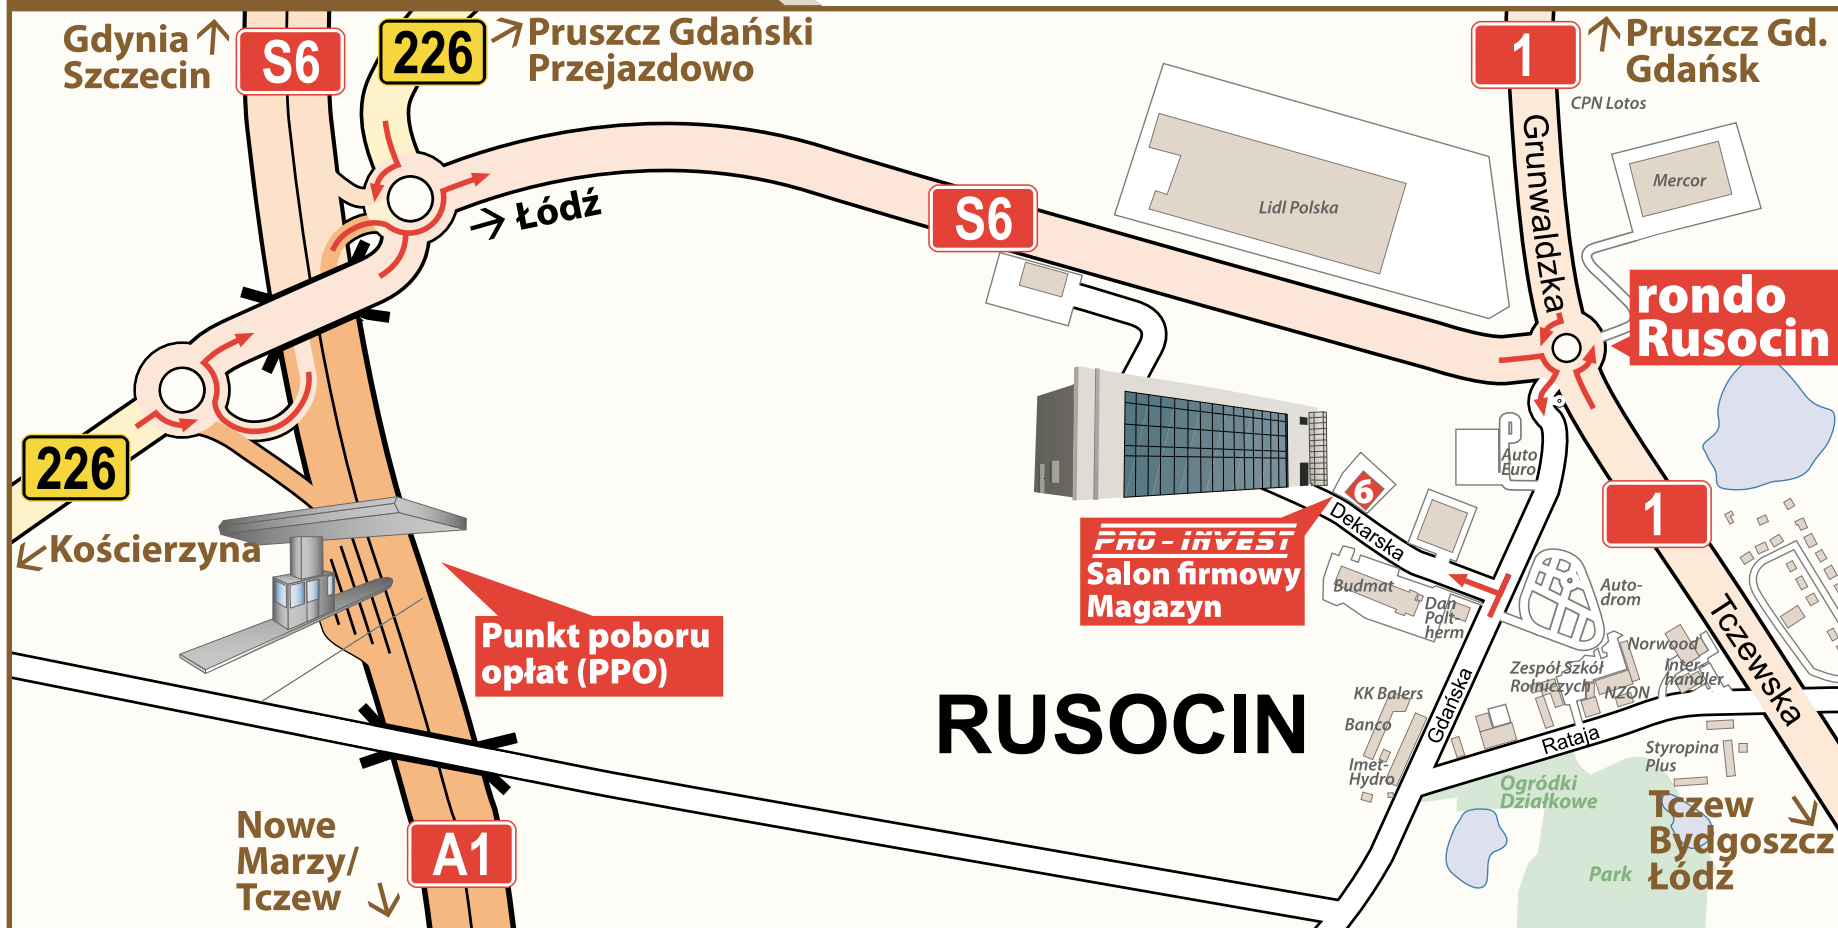 Gdynia
Szczecin
S6
226
Pruszcz Gdański
Przejazdowo
1
Pruszcz Gd.
Gdańsk
CPN Lotos
Grunwaldzka
Mercor
Lidl Polska
Łódź
S6
rondo
Rusocin
226
Kościerzyna
Auto
Euro
6
Dekarska
1
PRO-INVEST
Salon firmowy
Magazyn
Budmat
Dan
Polt-
herm
Auto-
drom
Tczewska
Punkt poboru
opłat (PPO)
Norwood
Inter-
handler
Zespół Szkół
Rolniczych
NZON
RUSOCIN
KK Balers
Banco
Imet-
Hydro
Gdańska
Rataja
Styropina
Plus
Ogródki
Działkowe
Park
Tczew
Bydgoszcz
Łódź
Nowe
Marzy/
Tczew
A1